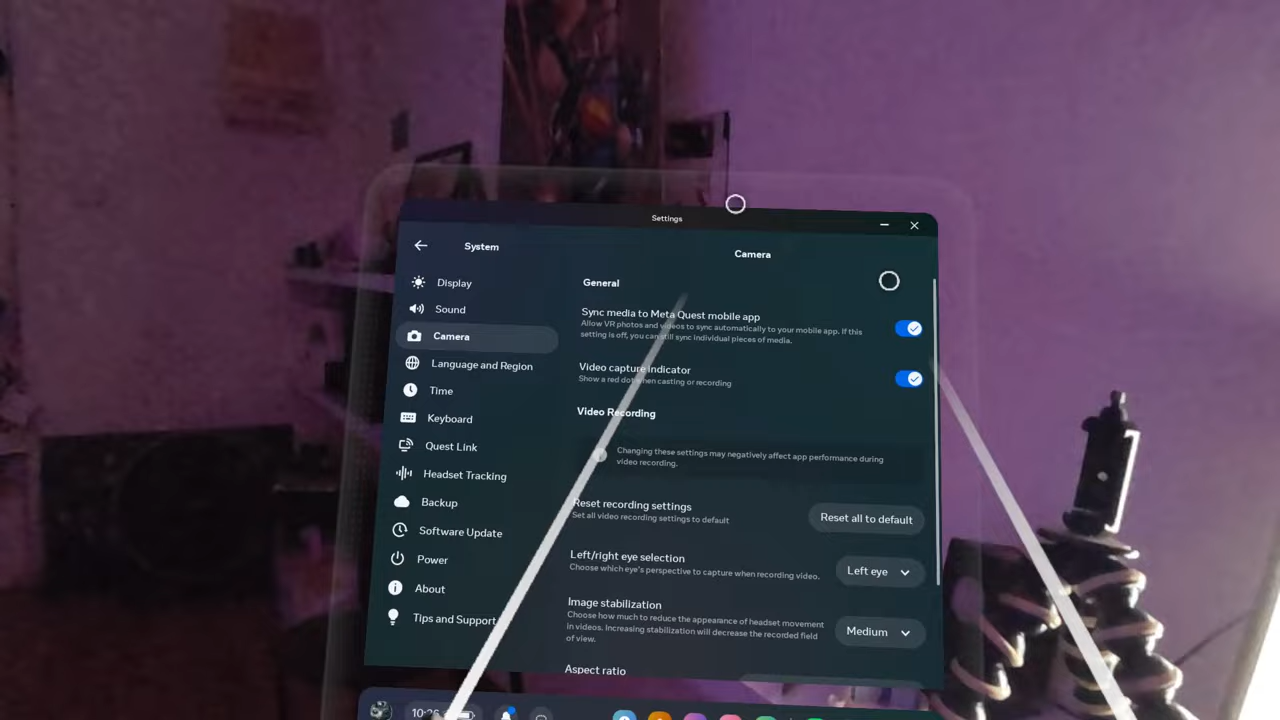 Settings
System
Camera
Display
Sound
Camera
Language and Region
Time
Keyboard
Quest Link
Headset Tracking
Backup
Software Update
Power
About
Tips and Support
General
Sync media to Meta Quest mobile app
Allow VR photos and videos to sync automatically to your mobile app. If this
setting is off, you can still sync individual pieces of media.
Video capture indicator
Show a red dot when casting or recording
Video Recording
Changing these settings may negatively affect app performance during
video recording.
Reset recording settings
Set all video recording settings to default
Reset all to default
Left/right eye selection
Choose which eye's perspective to capture when recording video.
Left eye
Image stabilization
Choose how much to reduce the appearance of headset movement
in videos. Increasing stabilization will decrease the recorded field
of view.
Medium
Aspect ratio